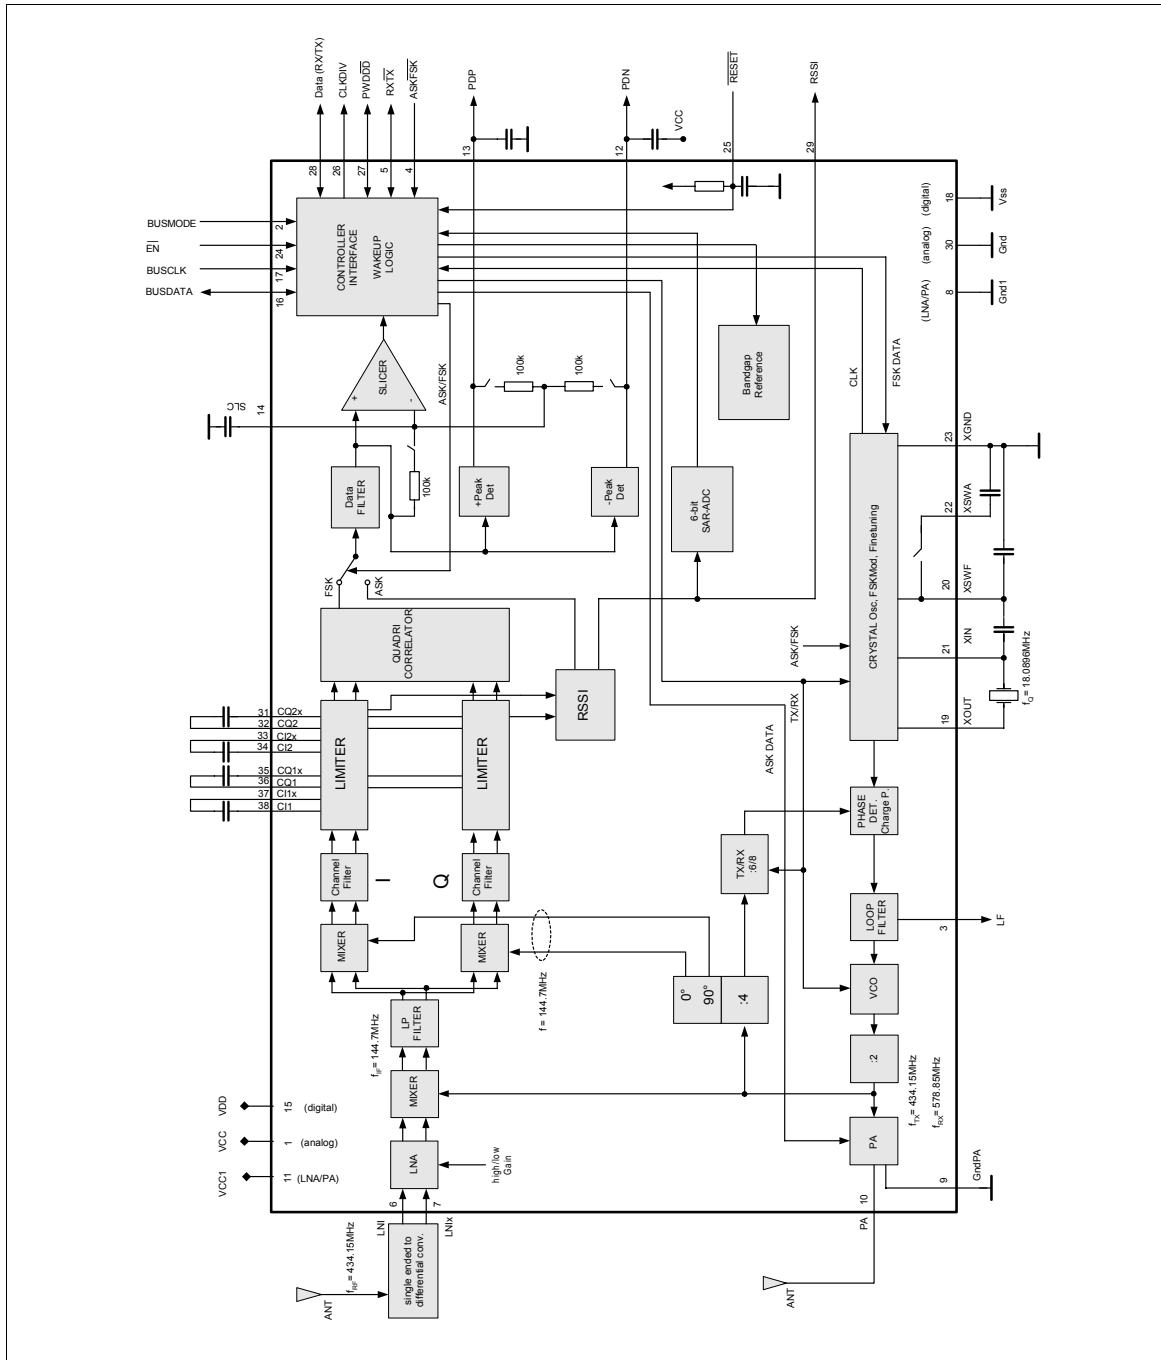 Data (RX/TX)
CLKDIV
PWDDD
RXTX
ASKFSK
PDP
PDN
VCC
RESET
RSSI
28
26
27
5
4
13
12
25
29
BUSMODE
EN
BUSCLK
BUSDATA
2
24
17
16
CONTROLLER
INTERFACE
WAKEUP
LOGIC
(digital)
18
Vss
(analog)
30
Gnd
(LNA/PA)
8
Gnd1
SLICER
+
-
ASK/FSK
100k
100k
Bandgap
Reference
CLK
FSK DATA
SLC
14
Data
FILTER
100k
+Peak
Det
-Peak
Det
6-bit
SAR-ADC
23
XGND
22
XSWA
20
XSWF
21
XIN
19
XOUT
fQ= 18.0896MHz
CRYSTAL Osc, FSKMod, Finetuning
FSK
ASK
QUADRI
CORRELATOR
RSSI
ASK/FSK
TX/RX
ASK DATA
31 CQ2x
32 CQ2
33 CI2x
34 CI2
35 CQ1x
36 CQ1
37 CI1x
38 CI1
LIMITER
LIMITER
PHASE
DET.
Charge P.
TX/RX
:6/8
Channel
Filter
I
Q
Channel
Filter
LOOP
FILTER
3
LF
MIXER
MIXER
f = 144.7MHz
0°
90°
:4
VCO
fIF= 144.7MHz
LP
FILTER
:2
MIXER
fTX= 434.15MHz
fRX= 578.85MHz
VDD
15
(digital)
VCC
1
(analog)
VCC1
11
(LNA/PA)
LNA
high/low
Gain
PA
6
7
LNI
LNIx
PA
10
9
GndPA
fRF= 434.15MHz
single ended to
differential conv.
ANT
ANT